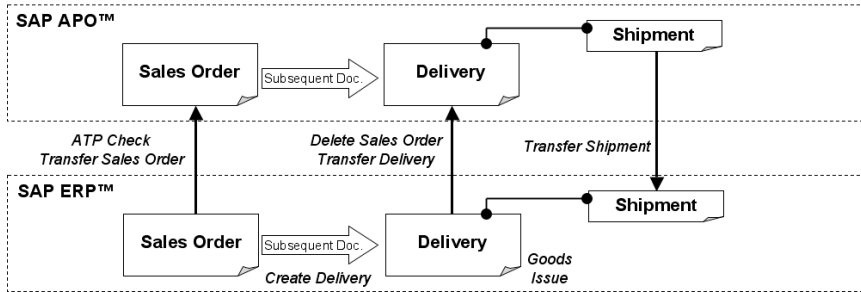 SAP APO™
Shipment
Sales Order
Subsequent Doc.
Delivery
ATP Check
Transfer Sales Order
Delete Sales Order
Transfer Delivery
Transfer Shipment
SAP ERP™
Shipment
Sales Order
Subsequent Doc.
Delivery
Create Delivery
Goods
Issue